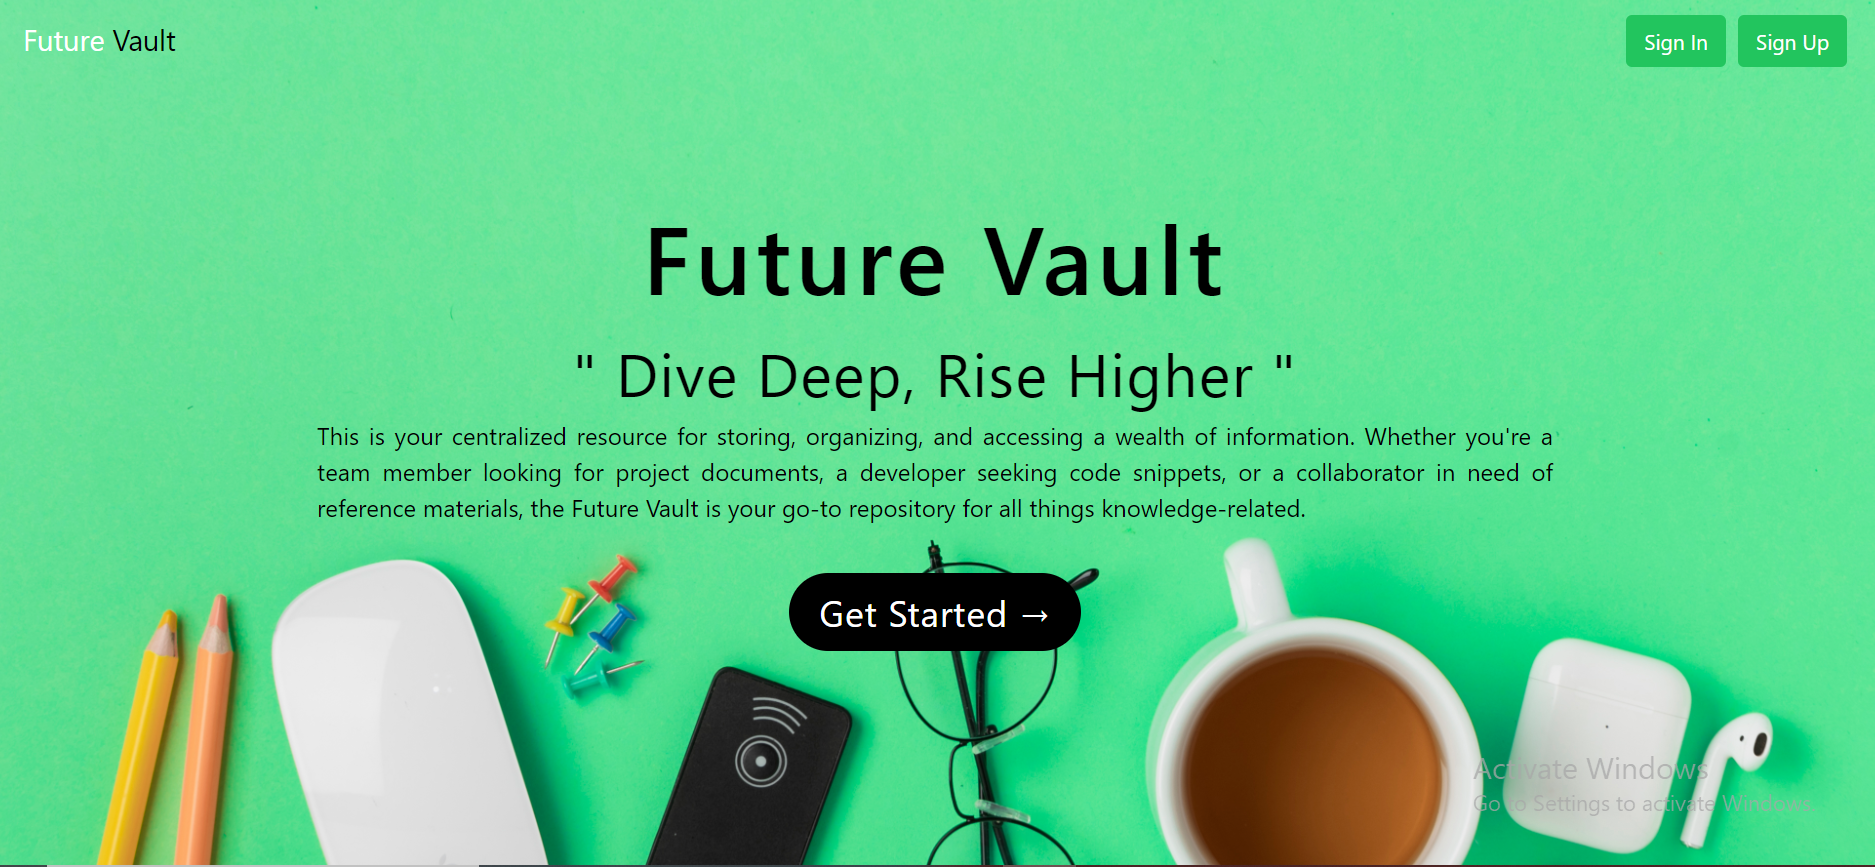 Future Vault
Sign In
Sign Up
Future Vault
" Dive Deep, Rise Higher "
This is your centralized resource for storing, organizing, and accessing a wealth of information. Whether you're a
team member looking for project documents, a developer seeking code snippets, or a collaborator in need of
reference materials, the Future Vault is your go-to repository for all things knowledge-related.
Get Started →
Activate Windows
Go to Settings to activate Windows.